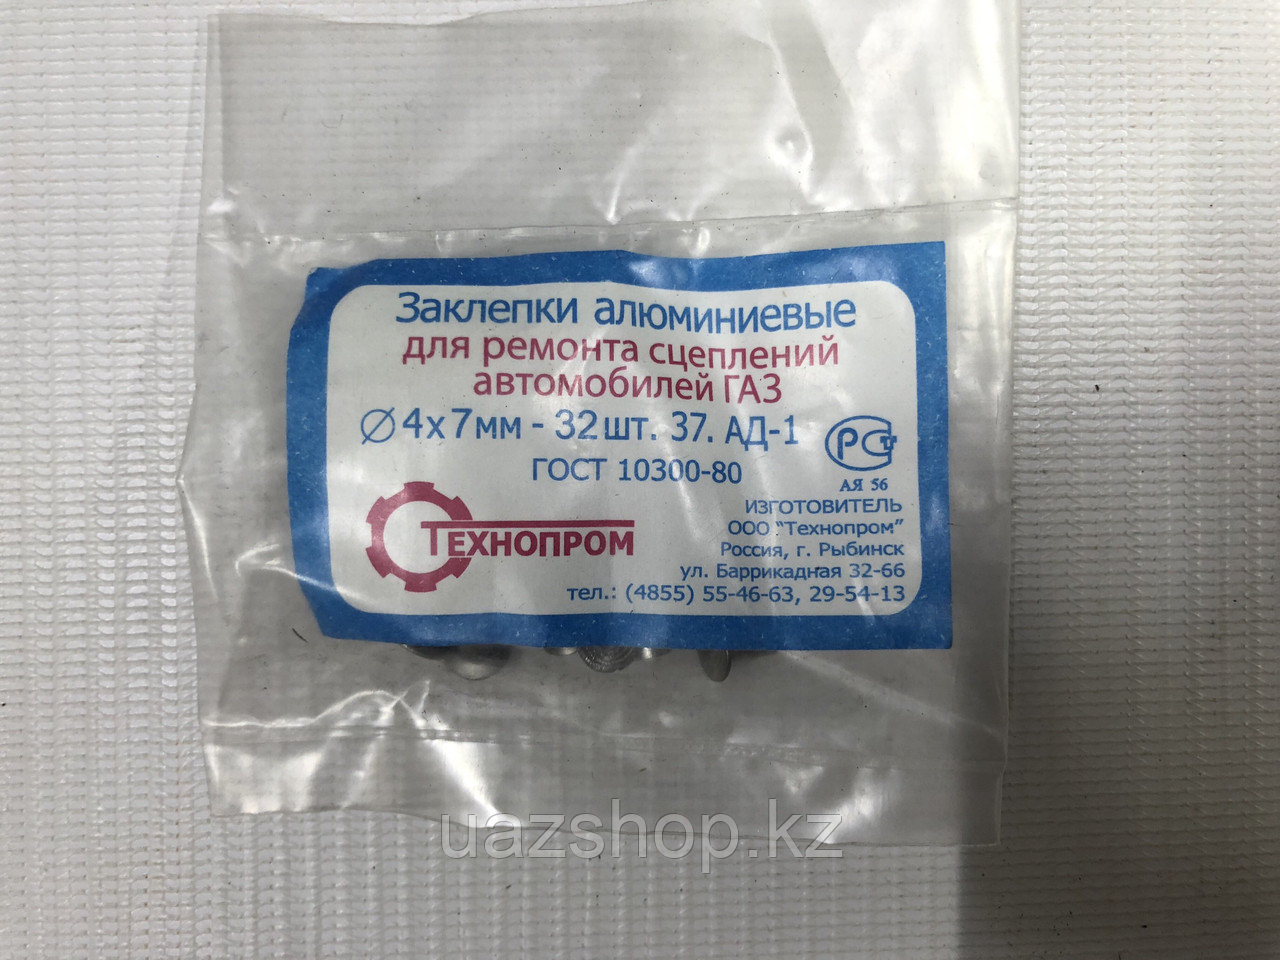 Заклепки алюминиевые
для ремонта сцеплений
автомобилей ГАЗ
⌀ 4х7мм - 32шт. 37. АД-1
ГОСТ 10300-80
РСТ
АЯ 56
ТЕХНОПРОМ
ИЗГОТОВИТЕЛЬ
ООО "Технопром"
Россия, г. Рыбинск
ул. Баррикадная 32-66
тел.: (4855) 55-46-63, 29-54-13
uazshop.kz